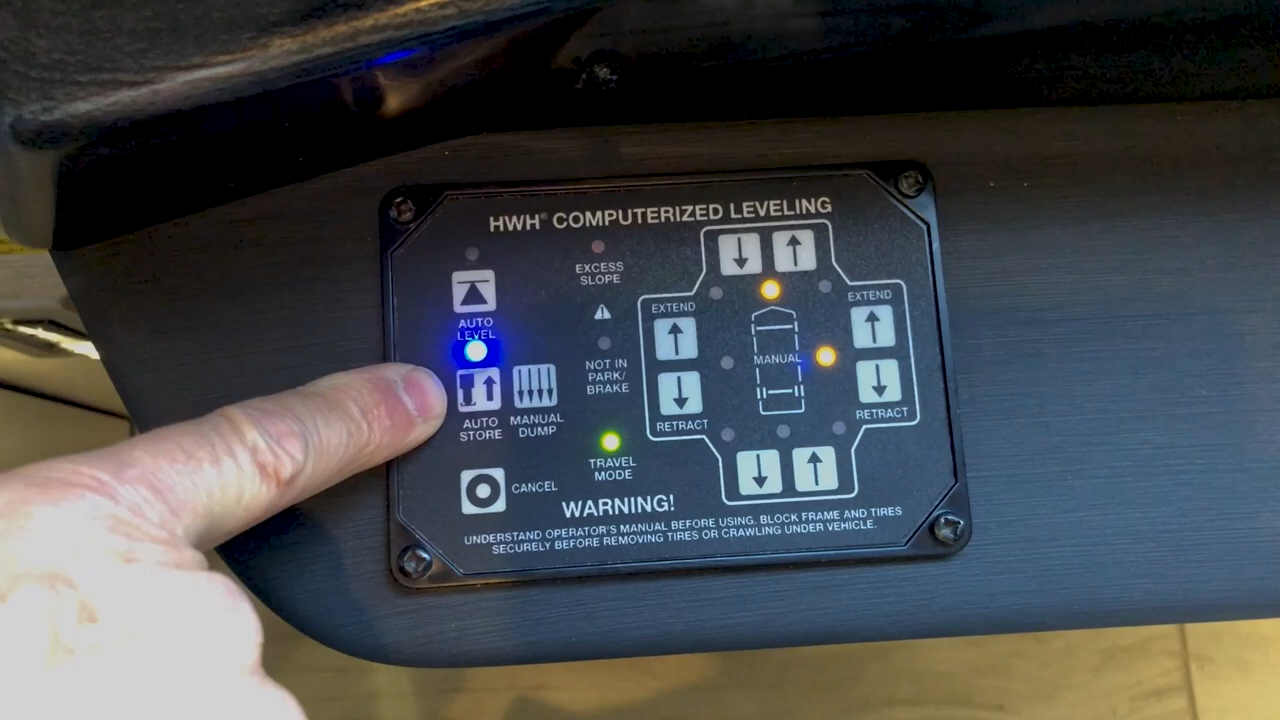 HWH® COMPUTERIZED LEVELING
AUTO
LEVEL
AUTO
STORE
MANUAL
DUMP
CANCEL
EXCESS
SLOPE
NOT IN
PARK/
BRAKE
TRAVEL
MODE
EXTEND
RETRACT
MANUAL
EXTEND
RETRACT
WARNING!
UNDERSTAND OPERATOR'S MANUAL BEFORE USING. BLOCK FRAME AND TIRES
SECURELY BEFORE REMOVING TIRES OR CRAWLING UNDER VEHICLE.